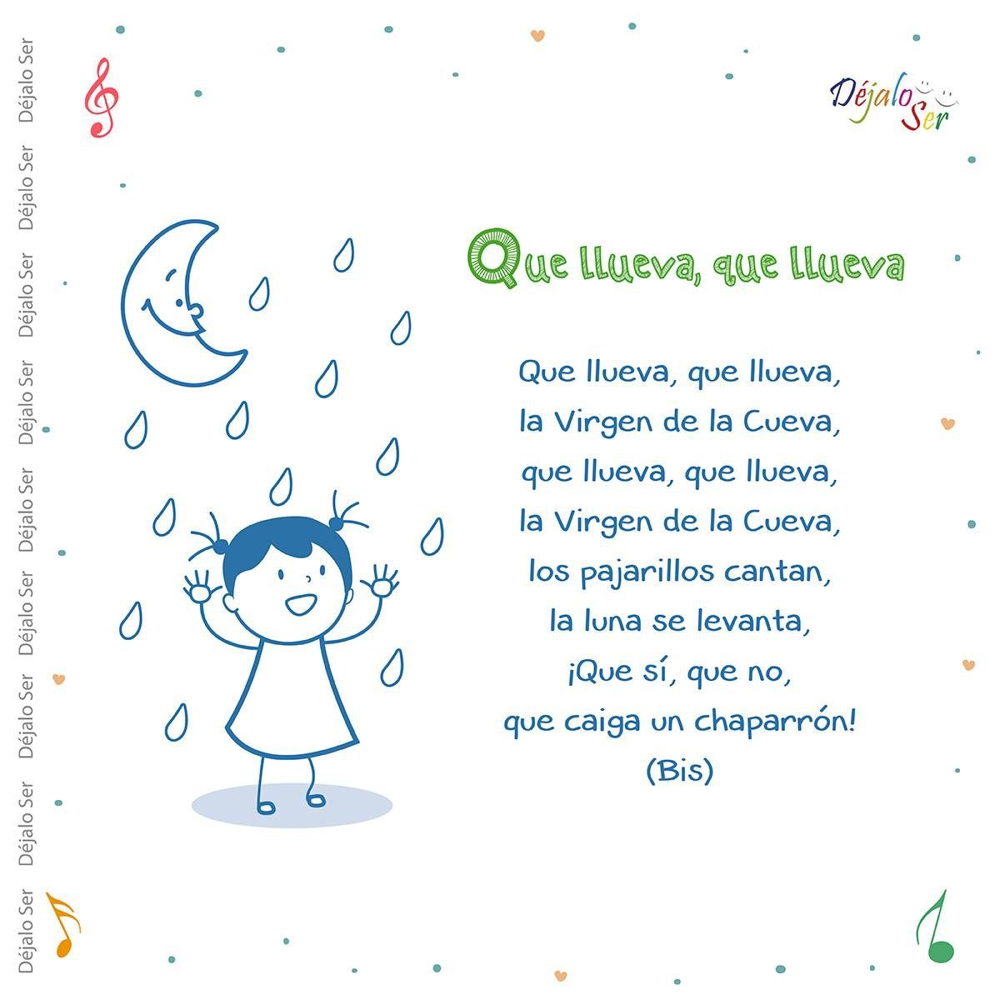 Déjalo Ser
Que llueva, que llueva
Que llueva, que llueva,
la Virgen de la Cueva,
que llueva, que llueva,
la Virgen de la Cueva,
los pajarillos cantan,
la luna se levanta,
¡Que sí, que no,
que caiga un chaparrón!
(Bis)
Déjalo Ser
Déjalo Ser
Déjalo Ser
Déjalo Ser
Déjalo Ser
Déjalo Ser
Déjalo Ser
Déjalo Ser
Déjalo Ser